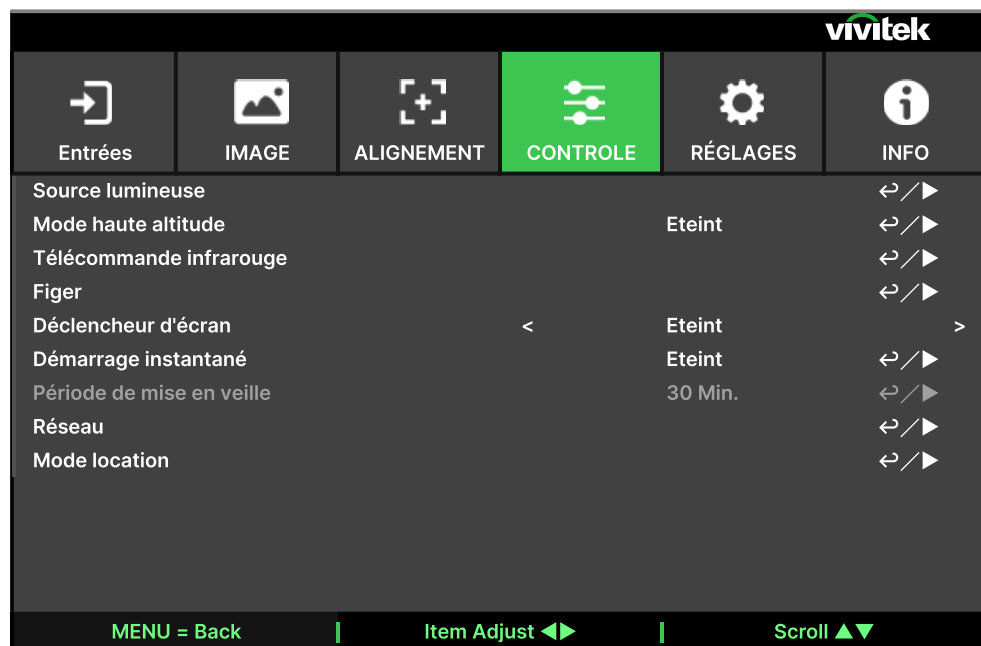 vivitek
Entrées IMAGE ALIGNEMENT CONTROLE RÉGLAGES INFO
Source lumineuse ↩/▶
Mode haute altitude Eteint ↩/▶
Télécommande infrarouge ↩/▶
Figer ↩/▶
Déclencheur d'écran < Eteint >
Démarrage instantané Eteint ↩/▶
Période de mise en veille 30 Min. ↩/▶
Réseau ↩/▶
Mode location ↩/▶
MENU = Back Item Adjust ◀▶ Scroll ▲▼